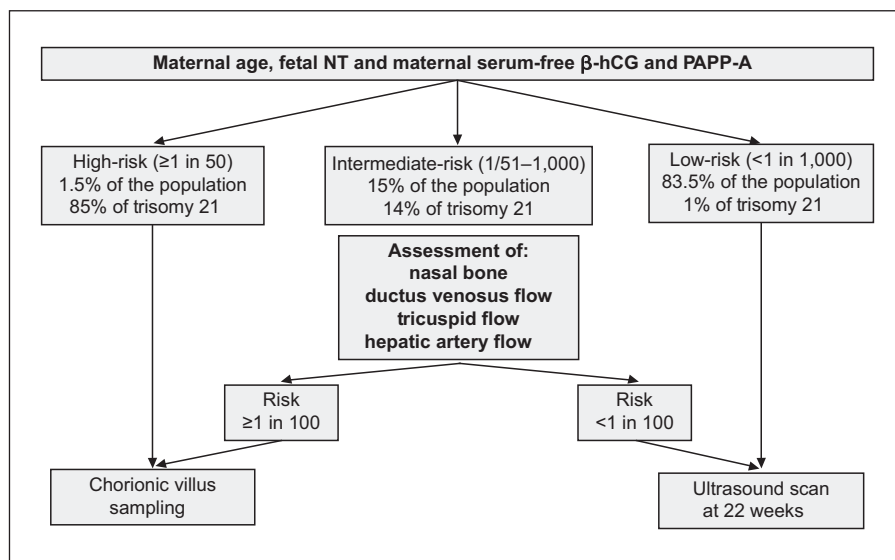 Maternal age, fetal NT and maternal serum-free β-hCG and PAPP-A
High-risk (≥1 in 50)
1.5% of the population
85% of trisomy 21
Intermediate-risk (1/51–1,000)
15% of the population
14% of trisomy 21
Low-risk (<1 in 1,000)
83.5% of the population
1% of trisomy 21
Assessment of:
nasal bone
ductus venosus flow
tricuspid flow
hepatic artery flow
Risk
≥1 in 100
Risk
<1 in 100
Chorionic villus
sampling
Ultrasound scan
at 22 weeks